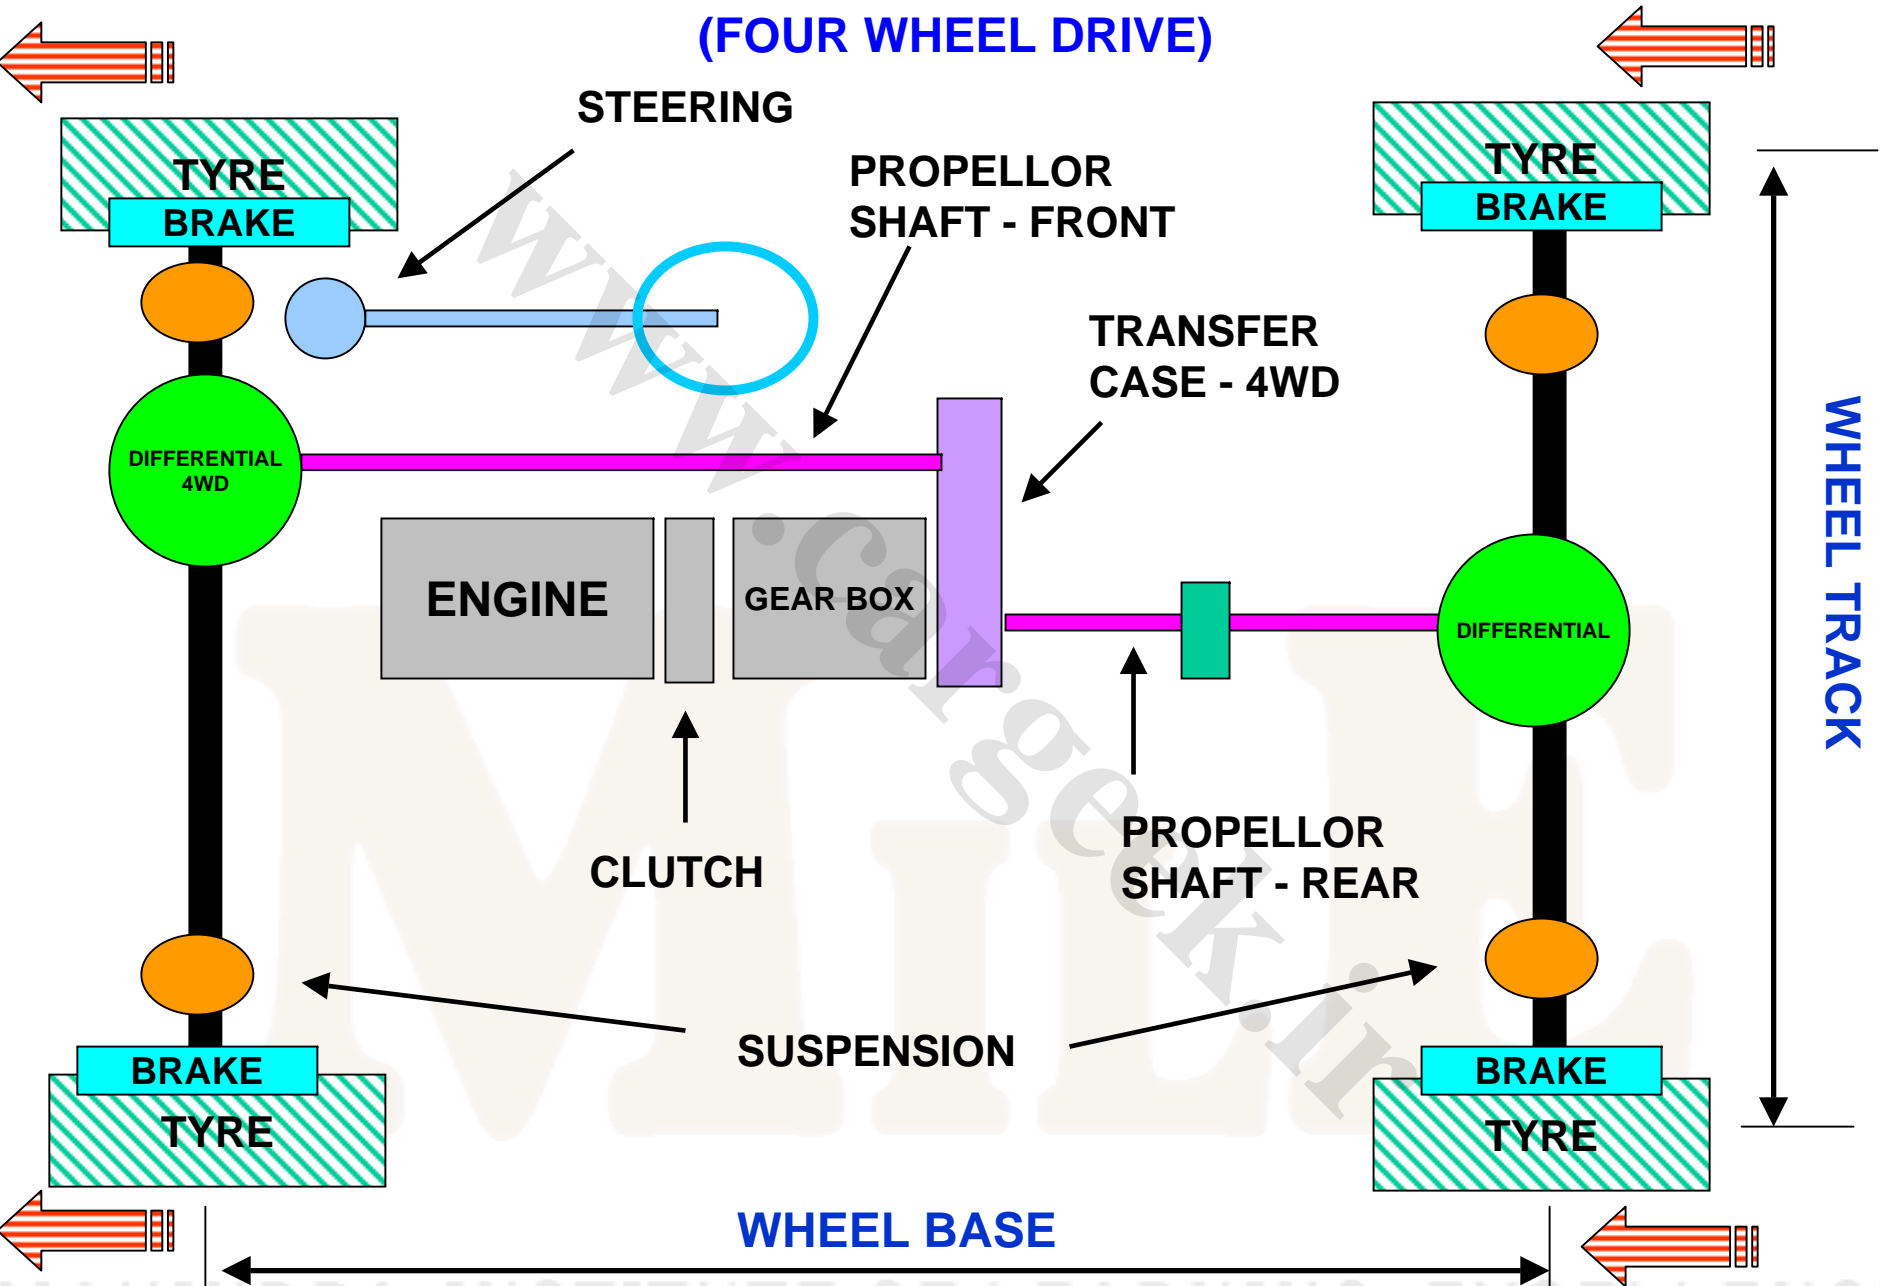 (FOUR WHEEL DRIVE)
STEERING
TYRE
BRAKE
PROPELLOR
SHAFT - FRONT
TYRE
BRAKE
TRANSFER
CASE - 4WD
DIFFERENTIAL
4WD
WHEEL TRACK
ENGINE
GEAR BOX
DIFFERENTIAL
CLUTCH
PROPELLOR
SHAFT - REAR
SUSPENSION
BRAKE
TYRE
BRAKE
TYRE
WHEEL BASE
www.cargeek.in
MILE